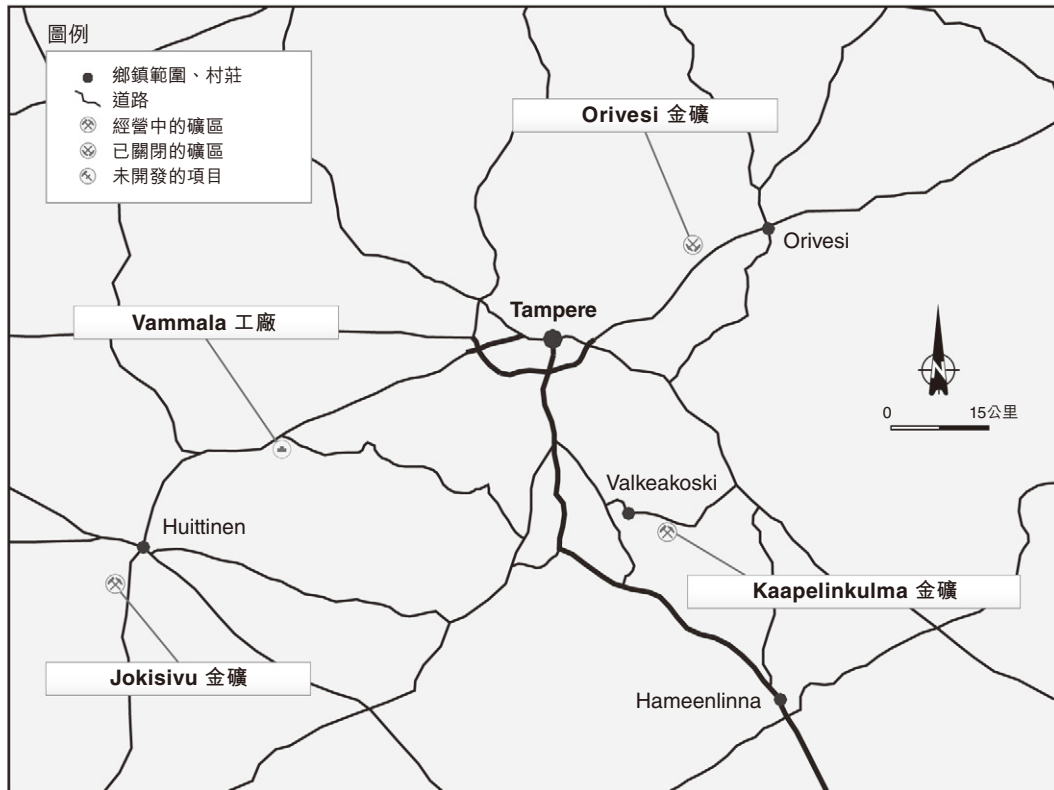 圖例
鄉鎮範圍、村莊
道路
經營中的礦區
已關閉的礦區
未開發的項目
Orivesi 金礦
Orivesi
Tampere
Vammala 工廠
N
0 15公里
Valkeakoski
Huittinen
Kaapelinkulma 金礦
Jokisivu 金礦
Hameenlinna